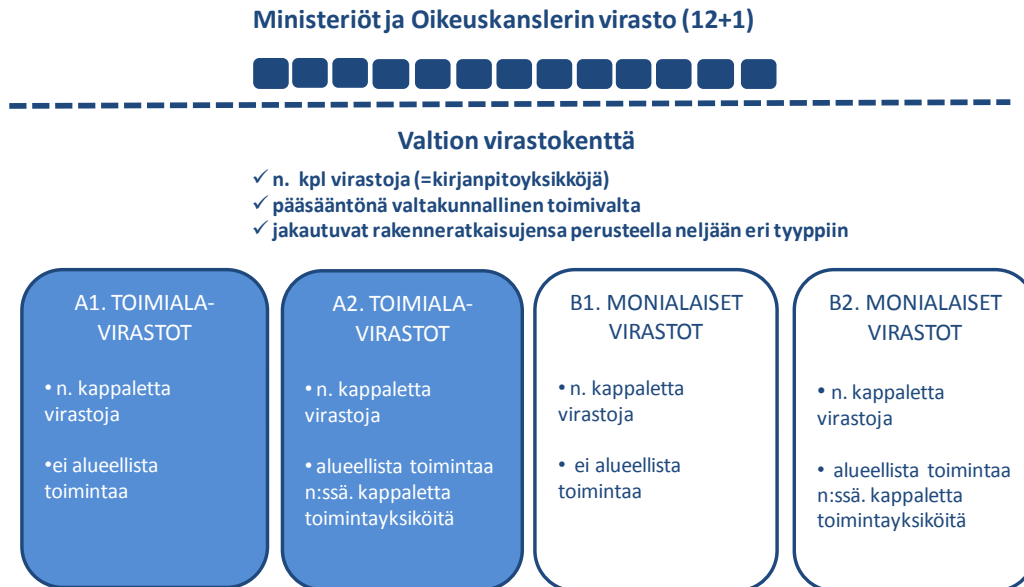 Ministeriöt ja Oikeuskanslerin virasto (12+1)
Valtion virastokenttä
✓ n. kpl virastoja (=kirjanpitoyksikköjä)
✓ pääsääntönä valtakunnallinen toimivalta
✓ jakautuvat rakenneratkaisujensa perusteella neljään eri tyyppiin
A1. TOIMIALA-
VIRASTOT
• n. kappaletta
virastoja
•ei alueellista
toimintaa
A2. TOIMIALA-
VIRASTOT
• n. kappaletta
virastoja
• alueellista toimintaa
n:ssä. kappaletta
toimintayksiköitä
B1. MONIALAISET
VIRASTOT
• n. kappaletta
virastoja
• ei alueellista
toimintaa
B2. MONIALAISET
VIRASTOT
• n. kappaletta
virastoja
• alueellista toimintaa
n:ssä. kappaletta
toimintayksiköitä